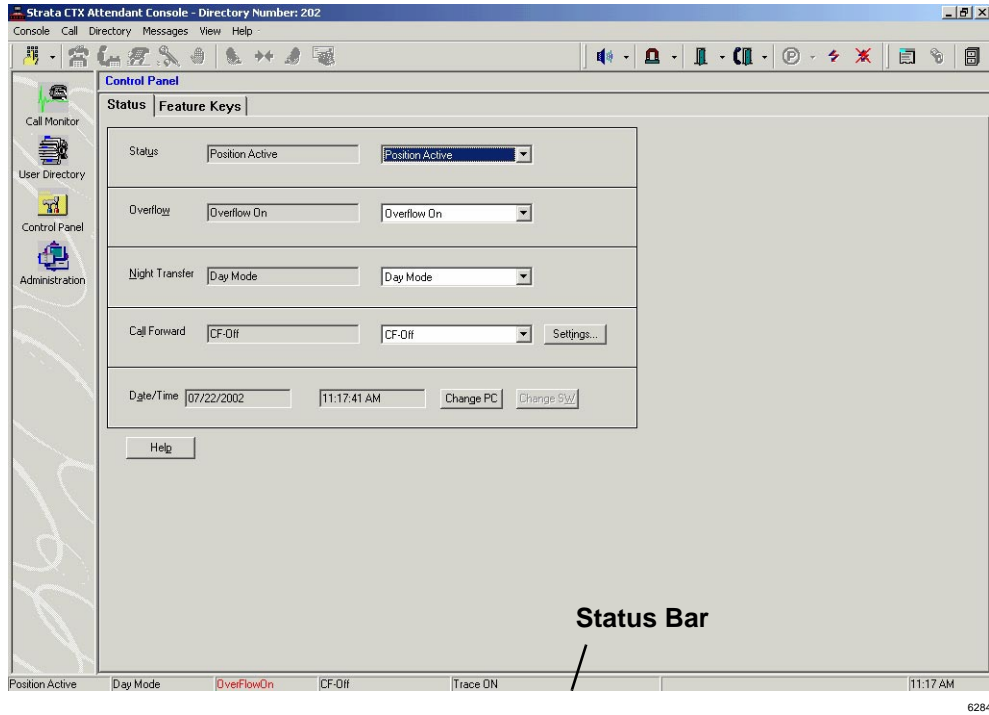 Strata CTX Attendant Console - Directory Number: 202
Console Call Directory Messages View Help
Control Panel
Status Feature Keys
Call Monitor
User Directory
Control Panel
Administration
Status Position Active Position Active
Overflow Overflow On Overflow On
Night Transfer Day Mode Day Mode
Call Forward CF-Off CF-Off Settings...
Date/Time 07/22/2002 11:17:41 AM Change PC Change SW
Help
Status Bar
Position Active Day Mode OverFlowOn CF-Off Trace ON 11:17 AM
6284